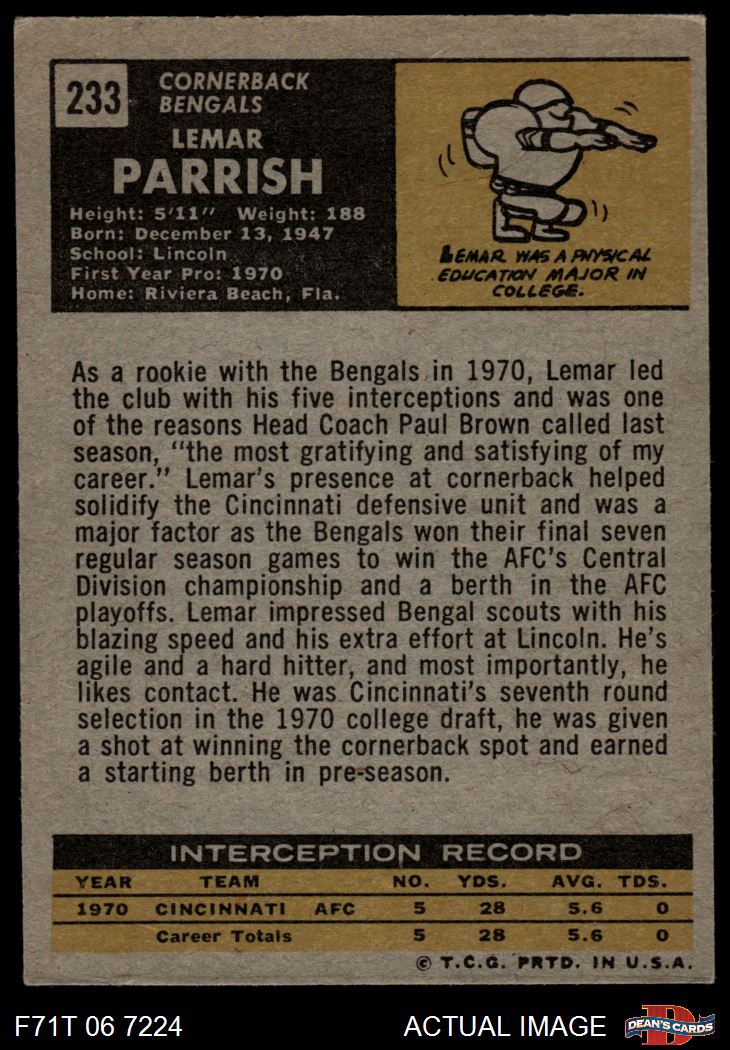 233
CORNERBACK
BENGALS
LEMAR
PARRISH
Height: 5'11" Weight: 188
Born: December 13, 1947
School: Lincoln
First Year Pro: 1970
Home: Riviera Beach, Fla.
LEMAR WAS A PHYSICAL
EDUCATION MAJOR IN
COLLEGE.
As a rookie with the Bengals in 1970, Lemar led
the club with his five interceptions and was one
of the reasons Head Coach Paul Brown called last
season, "the most gratifying and satisfying of my
career." Lemar's presence at cornerback helped
solidify the Cincinnati defensive unit and was a
major factor as the Bengals won their final seven
regular season games to win the AFC's Central
Division championship and a berth in the AFC
playoffs. Lemar impressed Bengal scouts with his
blazing speed and his extra effort at Lincoln. He's
agile and a hard hitter, and most importantly, he
likes contact. He was Cincinnati's seventh round
selection in the 1970 college draft, he was given
a shot at winning the cornerback spot and earned
a starting berth in pre-season.
INTERCEPTION RECORD
YEAR TEAM NO. YDS. AVG. TDS.
1970 CINCINNATI AFC 5 28 5.6 0
Career Totals 5 28 5.6 0
© T.C.G. PRTD. IN U.S.A.
F71T 06 7224 ACTUAL IMAGE D DEAN'S CARDS